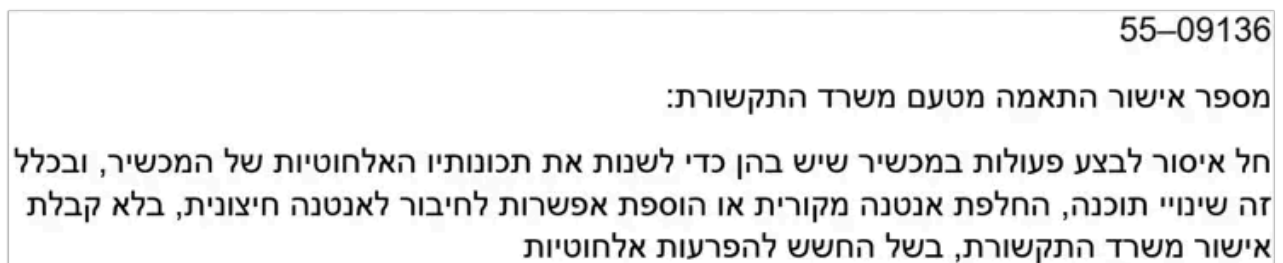 55–09136
מספר אישור התאמה מטעם משרד התקשורת:
חל איסור לבצע פעולות במכשיר שיש בהן כדי לשנות את תכונותיו האלחוטיות של המכשיר, ובכלל
זה שינויי תוכנה, החלפת אנטנה מקורית או הוספת אפשרות לחיבור לאנטנה חיצונית, בלא קבלת
אישור משרד התקשורת, בשל החשש להפרעות אלחוטיות